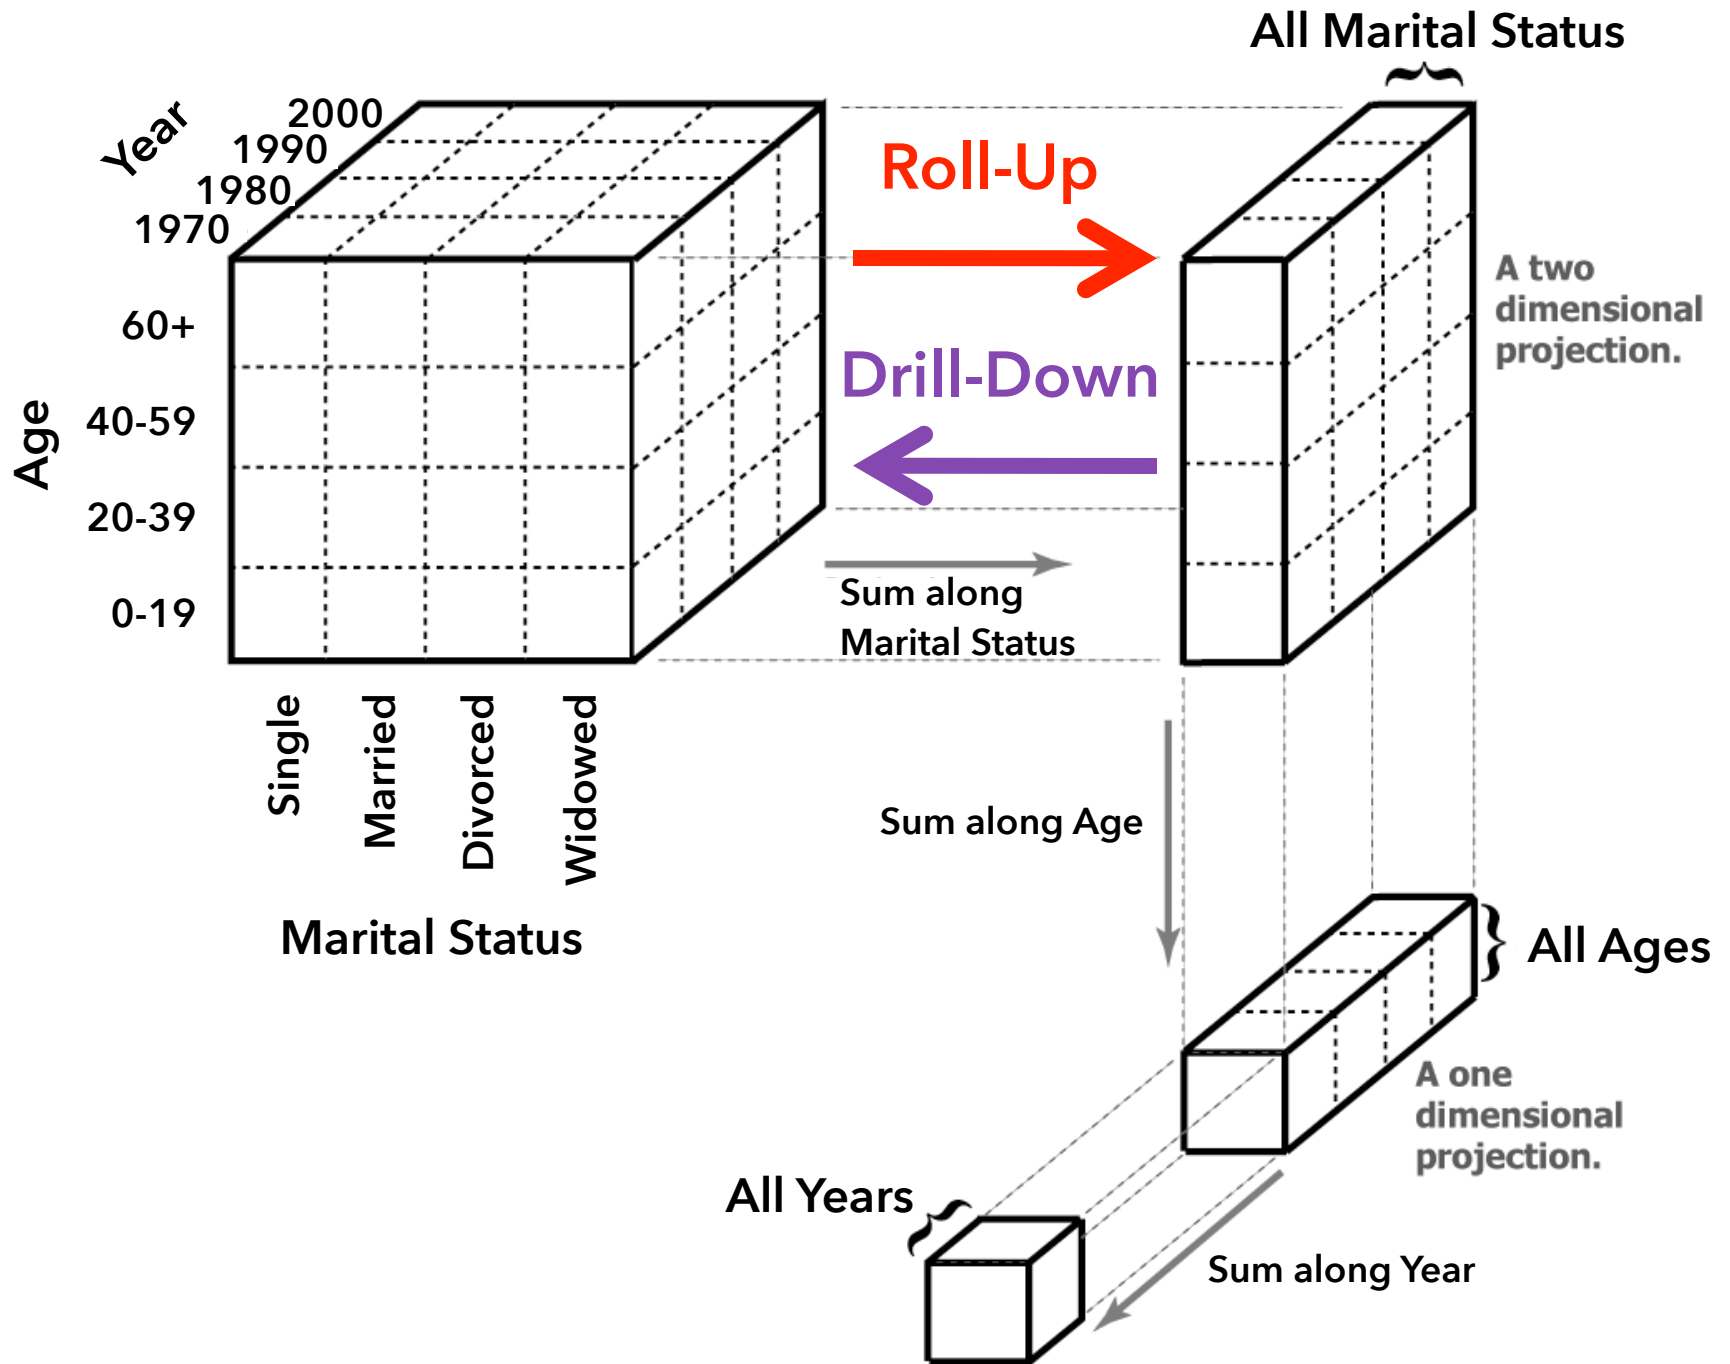 All Marital Status
Year
2000
1990
1980
1970
Roll-Up
A two
dimensional
projection.
Drill-Down
Age
60+
40-59
20-39
0-19
Sum along
Marital Status
Single
Married
Divorced
Widowed
Marital Status
Sum along Age
All Ages
A one
dimensional
projection.
All Years
Sum along Year